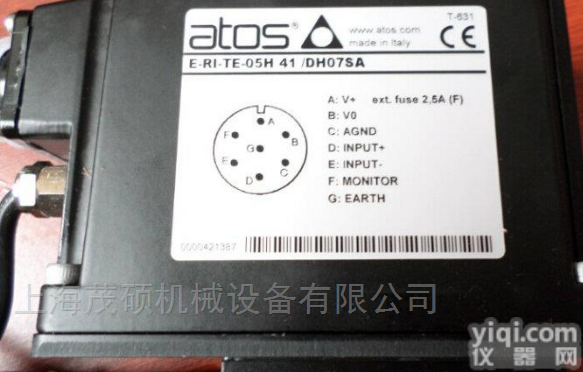 atos® www.atos.com
made in Italy
T-631
CE
E-RI-TE-05H 41 /DH07SA
A: V+ ext. fuse 2,5A (F)
B: V0
C: AGND
D: INPUT+
E: INPUT-
F: MONITOR
G: EARTH
A
F
B
G
E
C
D
0000421387
上海茂硕机械设备有限公司
yiqi.com
仪器网